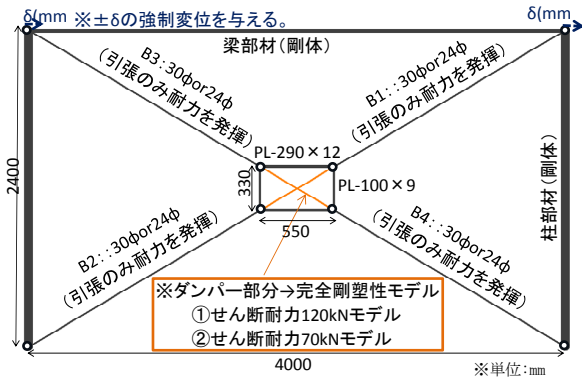 δ(mm ※±δの強制変位を与える。
δ(mm
梁部材(剛体)
B3:30φor24φ
(引張のみ耐力を発揮)
B1::30φor24φ
(引張のみ耐力を発揮)
PL-290×12
PL-100×9
330
550
2400
柱部材(剛体)
B2::30φor24φ
(引張のみ耐力を発揮)
B4::30φor24φ
(引張のみ耐力を発揮)
※ダンパー部分→完全剛塑性モデル
①せん断耐力120kNモデル
②せん断耐力70kNモデル
4000
※単位:mm